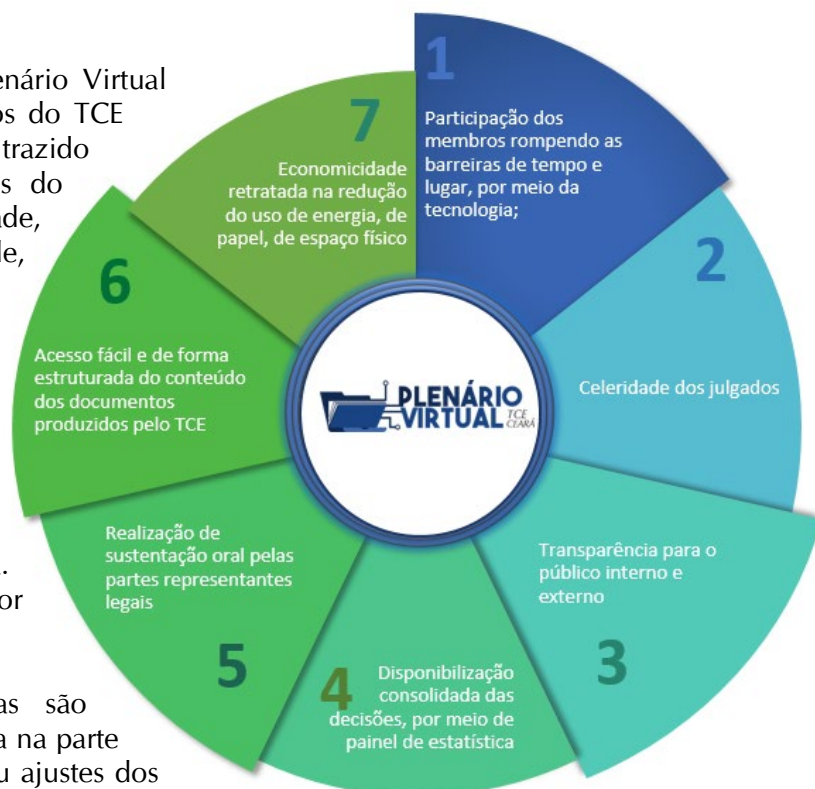 enário Virtual
os do TCE
trazido
s do
de,
le,
or
as são
a na parte
u ajustes dos
1
Participação dos
membros rompendo as
barreiras de tempo e
lugar, por meio da
tecnologia;
2
Celeridade dos julgados
Transparência para o
público interno e
externo
3
4
Disponibilização
consolidada das
decisões, por meio de
painel de estatística
Realização de
sustentação oral pelas
partes representantes
legais
5
6
Acesso fácil e de forma
estruturada do conteúdo
dos documentos
produzidos pelo TCE
7
Economicidade
retratada na redução
do uso de energia, de
papel, de espaço físico
PLENÁRIO
VIRTUAL TCE
CEARÁ